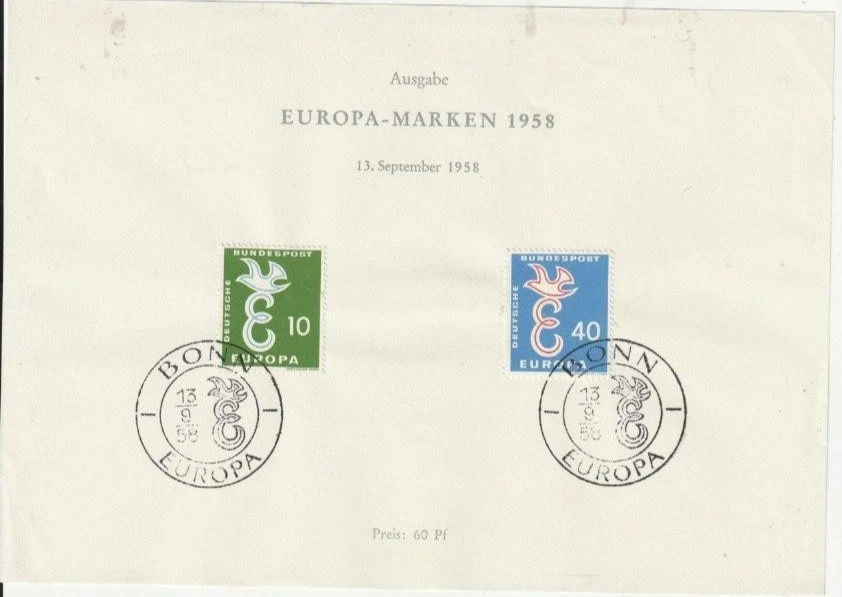 Ausgabe
EUROPA-MARKEN 1958
13. September 1958
DEUTSCHE
BUNDESPOST
10
EUROPA
DEUTSCHE
BUNDESPOST
40
EUROPA
BONN
13
9
58
EUROPA
BONN
13
9
58
EUROPA
Preis: 60 Pf